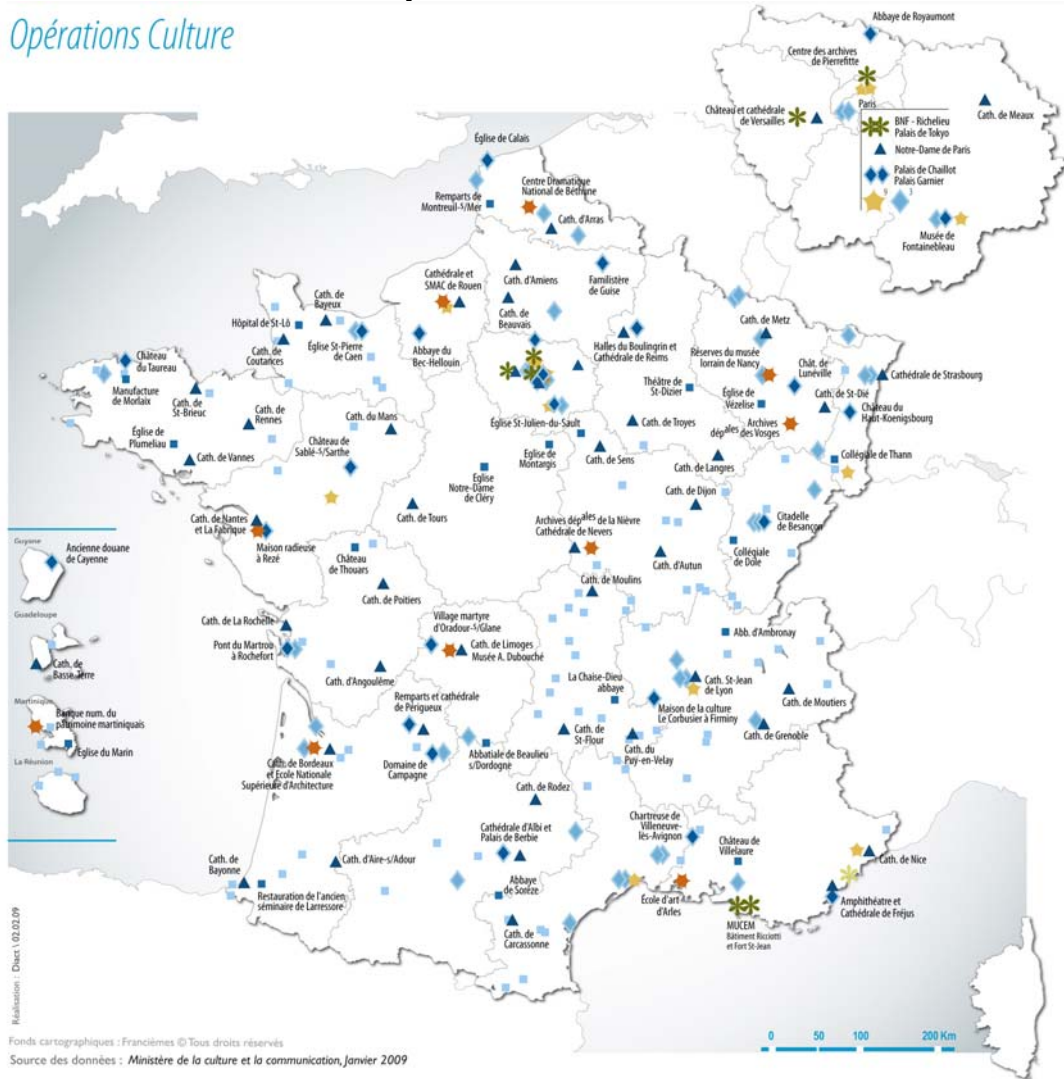 Opérations Culture
Abbaye de Royaumont
Centre des archives
de Pierrefitte
Paris
Château et cathédrale
de Versailles
Cath. de Meaux
BNF - Richelieu
Palais de Tokyo
Notre-Dame de Paris
Palais de Chaillot
Palais Garnier
9
3
Musée de
Fontainebleau
Église de Calais
Remparts de
Montreuil-s/Mer
Centre Dramatique
National de Béthune
Cath. d'Arras
Cathédrale et
SMAC de Rouen
Cath. d'Amiens
Familistère
de Guise
Cath. de
Beauvais
Cath. de
Bayeux
Hôpital de St-Lô
Cath. de
Coutances
Église St-Pierre
de Caen
Abbaye du
Bec-Hellouin
Halles du Boulingrin et
Cathédrale de Reims
Cath. de Metz
Réserves du musée
lorrain de Nancy
Chât. de
Lunéville
Cathédrale de Strasbourg
Château
du Taureau
Manufacture
de Morlaix
Cath. de
St-Brieuc
Cath. de
Rennes
Cath. du Mans
Théâtre de
St-Dizier
Église de
Vézelise
Cath. de St-Dié
Château du
Haut-Koenigsbourg
Église de
Plumeliau
Cath. de Vannes
Château de
Sablé-s/Sarthe
Église St-Julien-du-Sault
Cath. de Troyes
Archives
dépales des Vosges
Église de
Montargis
Cath. de Sens
Cath. de Langres
Collégiale de Thann
Église
Notre-Dame
de Cléry
Cath. de Dijon
Cath. de Tours
Cath. de Nantes
et La Fabrique
Maison radieuse
à Rezé
Château
de Thouars
Archives dépales de la Nièvre
Cathédrale de Nevers
Citadelle
de Besançon
Collégiale
de Dole
Cath. d'Autun
Cath. de Poitiers
Cath. de Moulins
Guyane
Ancienne douane
de Cayenne
Guadeloupe
Cath. de
Basse-Terre
Martinique
Banque num. du
patrimoine martiniquais
Église du Marin
La Réunion
Cath. de La Rochelle
Pont du Martrou
à Rochefort
Village martyre
d'Oradour-s/Glane
Cath. de Limoges
Musée A. Dubouché
Abb. d'Ambronay
Cath. d'Angoulême
Remparts et cathédrale
de Périgueux
La Chaise-Dieu
abbaye
Cath. St-Jean
de Lyon
Maison de la culture
Le Corbusier à Firminy
Cath. de Moutiers
Cath. de Grenoble
Cath. de Bordeaux
et Ecole Nationale
Supérieure d'Architecture
Domaine de
Campagne
Abbatiale de Beaulieu
s/Dordogne
Cath. de
St-Flour
Cath. du
Puy-en-Velay
Cath. de Rodez
Cathédrale d'Albi et
Palais de Berbie
Chartreuse de
Villeneuve-
lès-Avignon
Château de
Villelaure
Cath. de Nice
Cath. de
Bayonne
Cath. d'Aire-s/Adour
Restauration de l'ancien
séminaire de Larressore
Abbaye
de Sorèze
École d'art
d'Arles
Amphithéatre et
Cathédrale de Fréjus
Cath. de
Carcassonne
MUCEM
Bâtiment Ricciotti
et Fort St-Jean
Réalisation : Diact \ 02.02.09
0 50 100 200 Km
Fonds cartographiques : Francièmes © Tous droits réservés
Source des données : Ministère de la culture et la communication, Janvier 2009